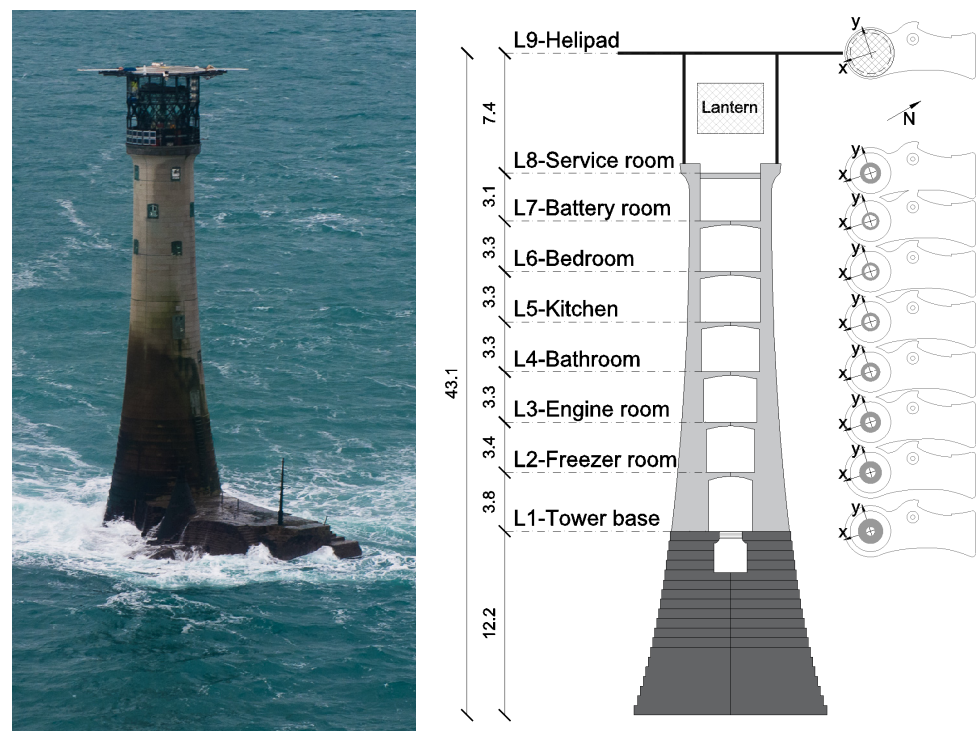 L9-Helipad
y
x
7.4
Lantern
N
L8-Service room
y
x
3.1
L7-Battery room
y
x
3.3
L6-Bedroom
y
x
3.3
L5-Kitchen
y
x
3.3
L4-Bathroom
y
x
43.1
3.3
L3-Engine room
y
x
3.4
L2-Freezer room
y
x
3.8
L1-Tower base
y
x
12.2